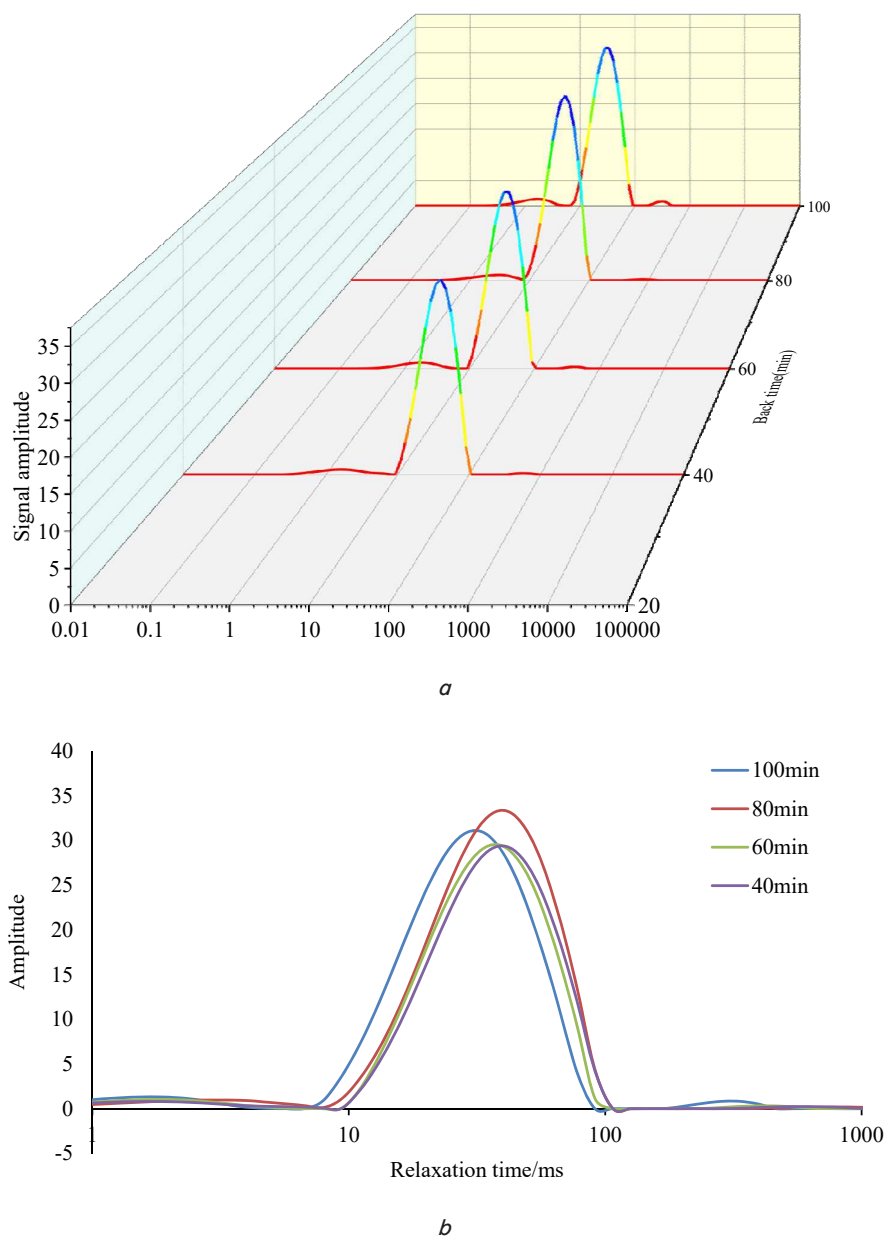 100
80
60
40
20
Back time(min)
Signal amplitude
35
30
25
20
15
10
5
0
0.01 0.1 1 10 100 1000 10000 100000
a
40
35
30
25
20
15
10
5
0
-5
Amplitude
100min
80min
60min
40min
1 10 100 1000
Relaxation time/ms
b